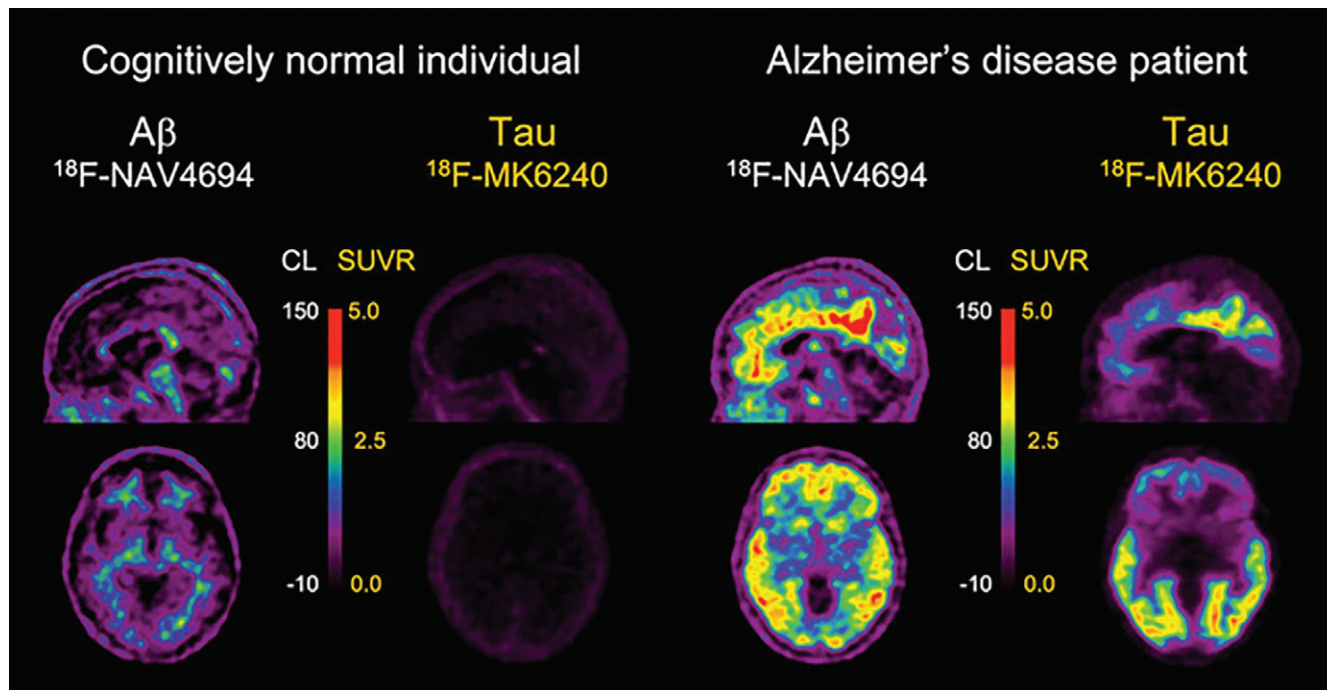 Cognitively normal individual
Alzheimer's disease patient
Aβ
¹⁸F-NAV4694
Tau
¹⁸F-MK6240
Aβ
¹⁸F-NAV4694
Tau
¹⁸F-MK6240
CL SUVR
150 5.0
80 2.5
-10 0.0
CL SUVR
150 5.0
80 2.5
-10 0.0